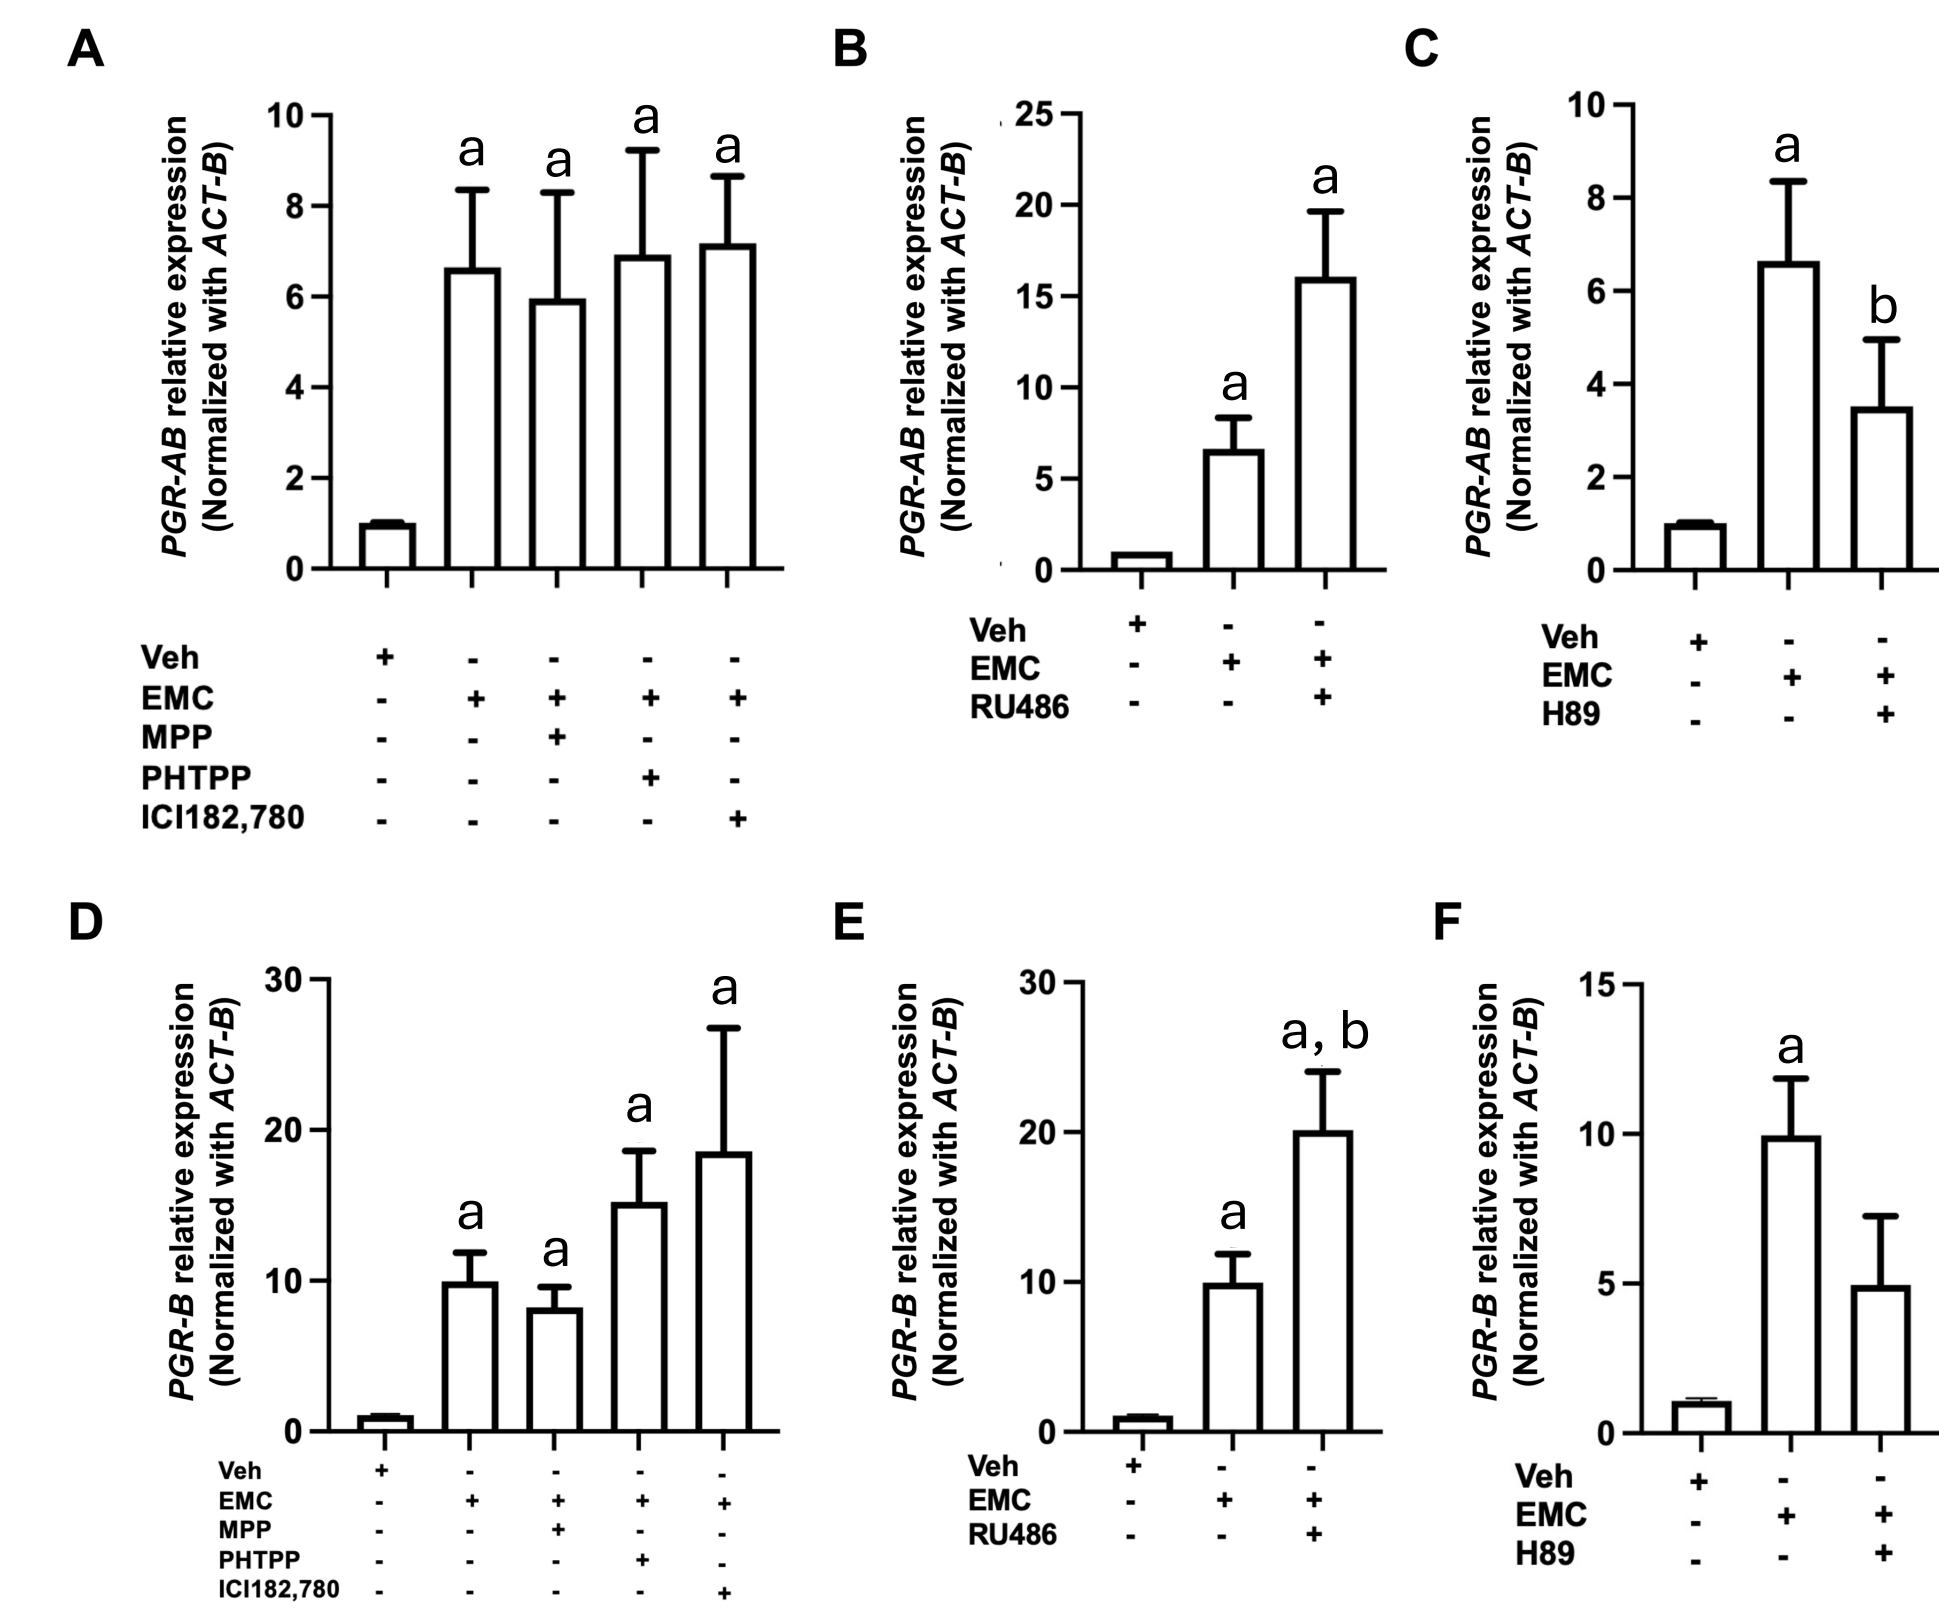 A
PGR-AB relative expression
(Normalized with ACT-B)
10
8
6
4
2
0
a
a
a
a
Veh + - - - -
EMC - + + + +
MPP - - + - -
PHTPP - - - + -
ICI182,780 - - - - +
B
PGR-AB relative expression
(Normalized with ACT-B)
25
20
15
10
5
0
a
a
Veh + - -
EMC - + +
RU486 - - +
C
PGR-AB relative expression
(Normalized with ACT-B)
10
8
6
4
2
0
a
b
Veh + - -
EMC - + +
H89 - - +
D
PGR-B relative expression
(Normalized with ACT-B)
30
20
10
0
a
a
a
a
Veh + - - - -
EMC - + + + +
MPP - - + - -
PHTPP - - - + -
ICI182,780 - - - - +
E
PGR-B relative expression
(Normalized with ACT-B)
30
20
10
0
a
a, b
Veh + - -
EMC - + +
RU486 - - +
F
PGR-B relative expression
(Normalized with ACT-B)
15
10
5
0
a
Veh + - -
EMC - + +
H89 - - +